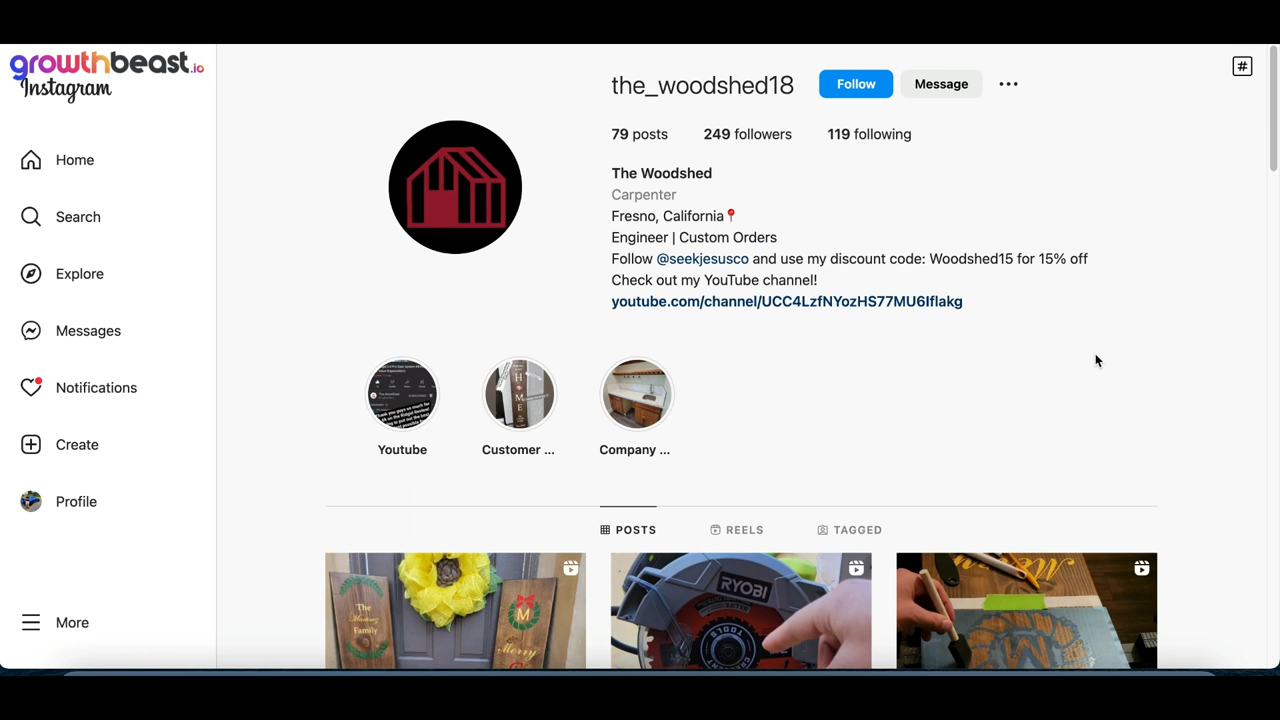 growthbeast.io
Instagram
Home
Search
Explore
Messages
Notifications
Create
Profile
More
#
the_woodshed18
Follow
Message
79 posts
249 followers
119 following
The Woodshed
Carpenter
Fresno, California📍
Engineer | Custom Orders
Follow @seekjesusco and use my discount code: Woodshed15 for 15% off
Check out my YouTube channel!
youtube.com/channel/UCC4LzfNYozHS77MU6Iflakg
HOME
Youtube
Customer ...
Company ...
POSTS
REELS
TAGGED
The
Family
M
Merry
RYOBI
TOOLS